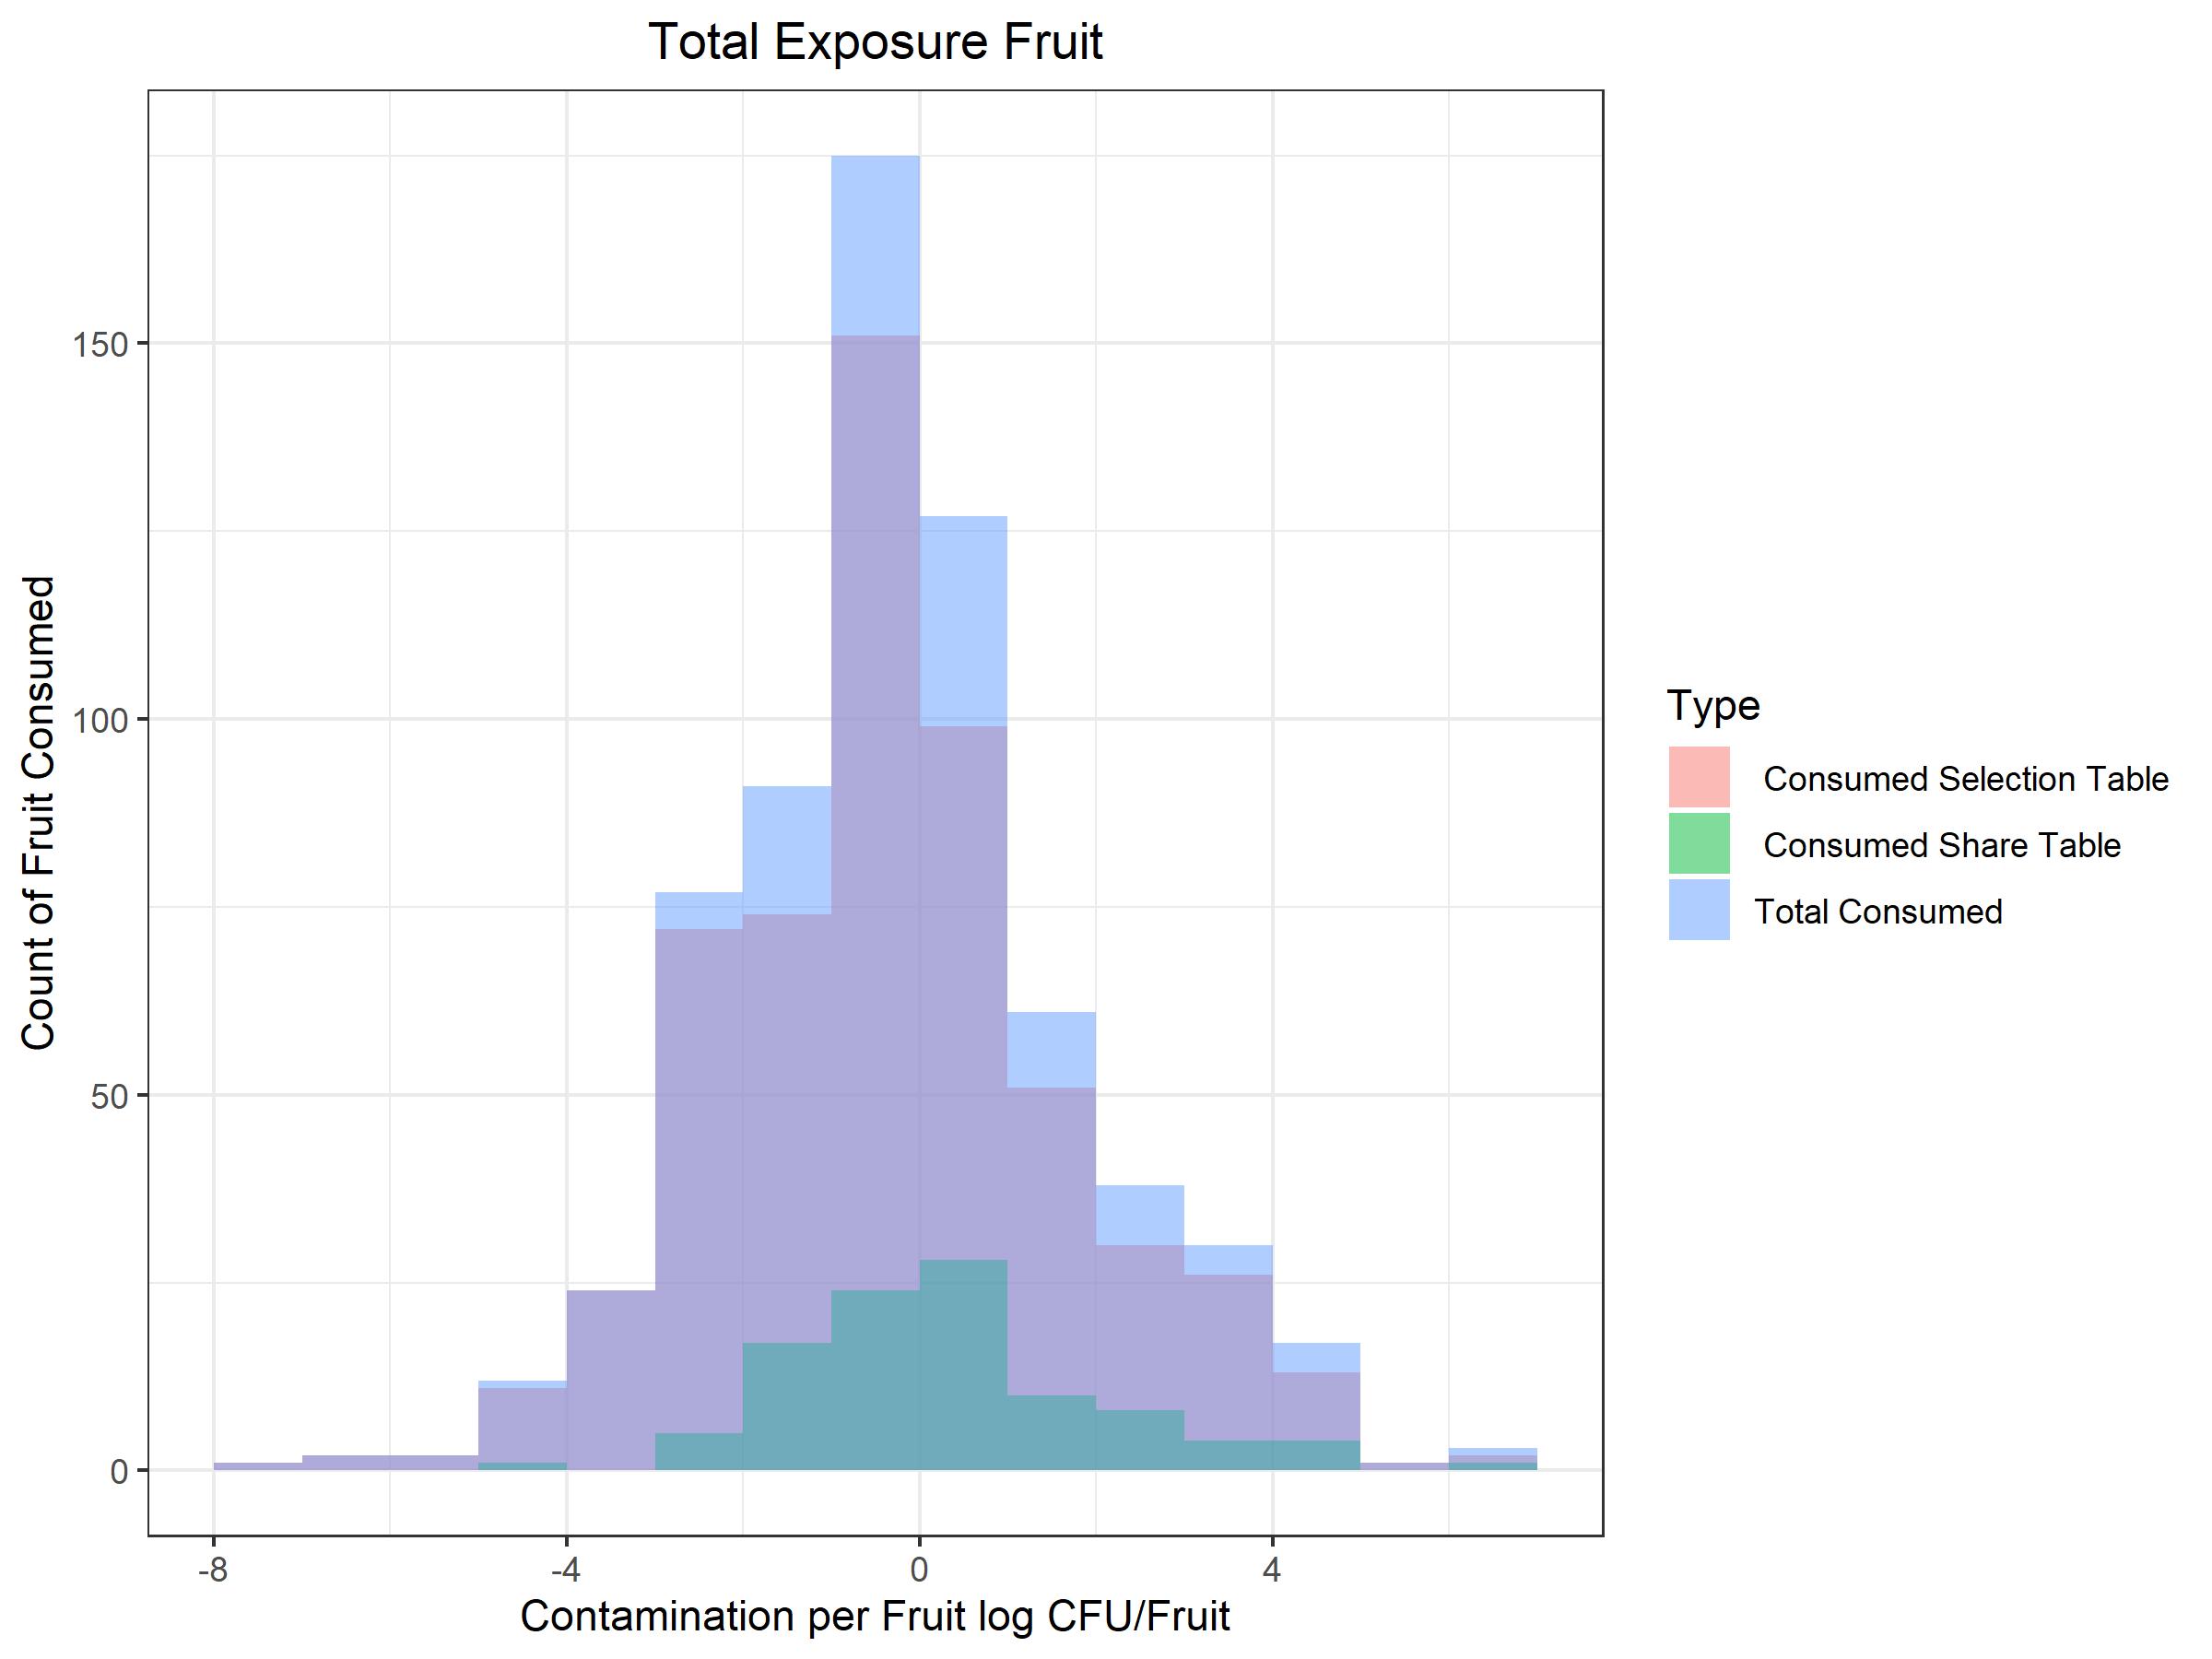 Total Exposure Fruit
Count of Fruit Consumed
150
100
50
0
-8
-4
0
4
Contamination per Fruit log CFU/Fruit
Type
Consumed Selection Table
Consumed Share Table
Total Consumed